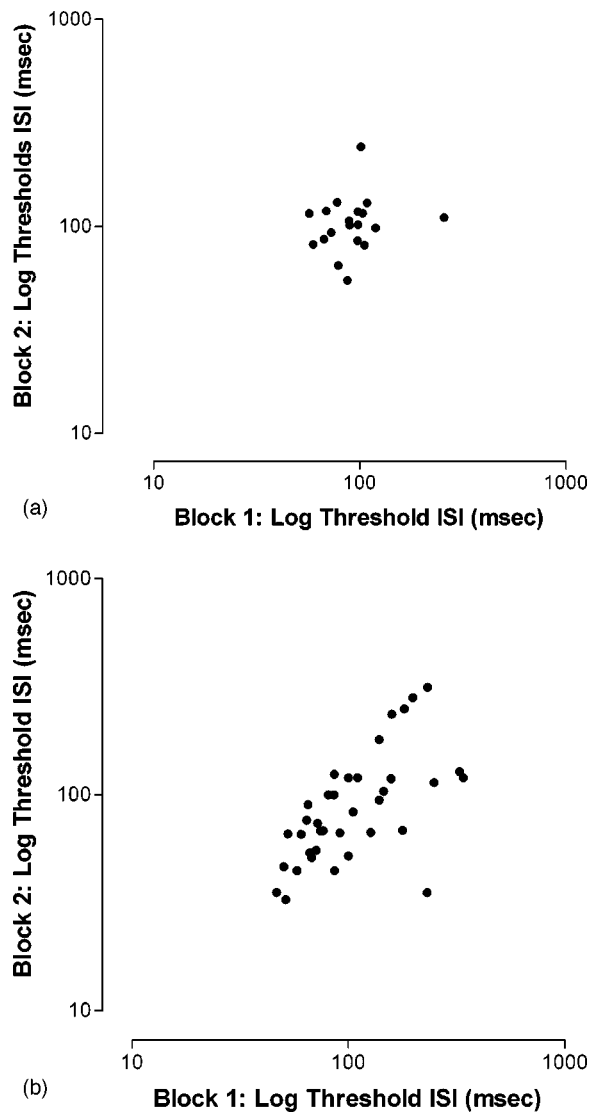 1000
Block 2: Log Thresholds ISI (msec)
100
10
10 100 1000
(a)
Block 1: Log Threshold ISI (msec)
1000
Block 2: Log Threshold ISI (msec)
100
10
10 100 1000
(b)
Block 1: Log Threshold ISI (msec)